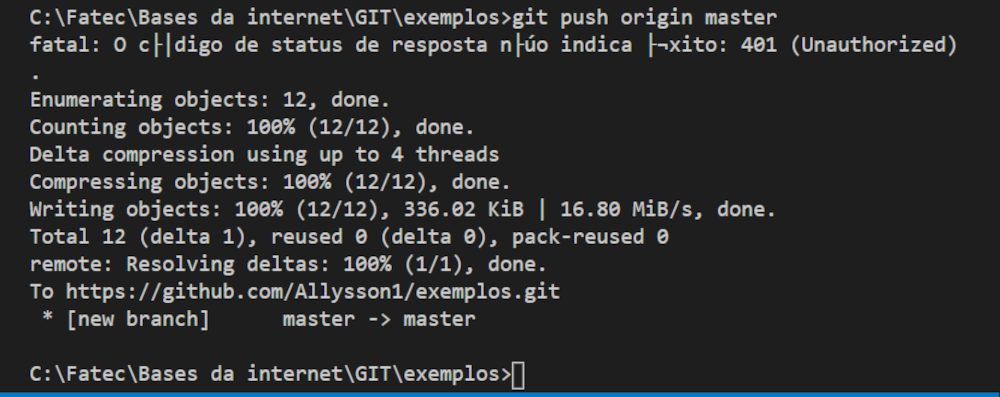 C:\Fatec\Bases da internet\GIT\exemplos>git push origin master
fatal: O c├│digo de status de resposta n├úo indica ├¬xito: 401 (Unauthorized)
.
Enumerating objects: 12, done.
Counting objects: 100% (12/12), done.
Delta compression using up to 4 threads
Compressing objects: 100% (12/12), done.
Writing objects: 100% (12/12), 336.02 KiB | 16.80 MiB/s, done.
Total 12 (delta 1), reused 0 (delta 0), pack-reused 0
remote: Resolving deltas: 100% (1/1), done.
To https://github.com/Allysson1/exemplos.git
 * [new branch]      master -> master
C:\Fatec\Bases da internet\GIT\exemplos>